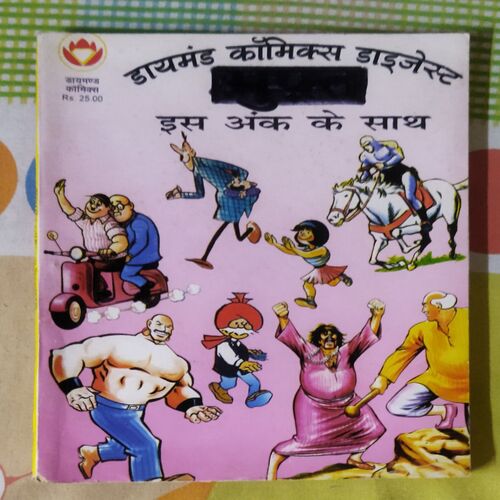 डायमंड कॉमिक्स डाइजेस्ट
डायमण्ड
कॉमिक्स
Rs 25.00
इस अंक के साथ